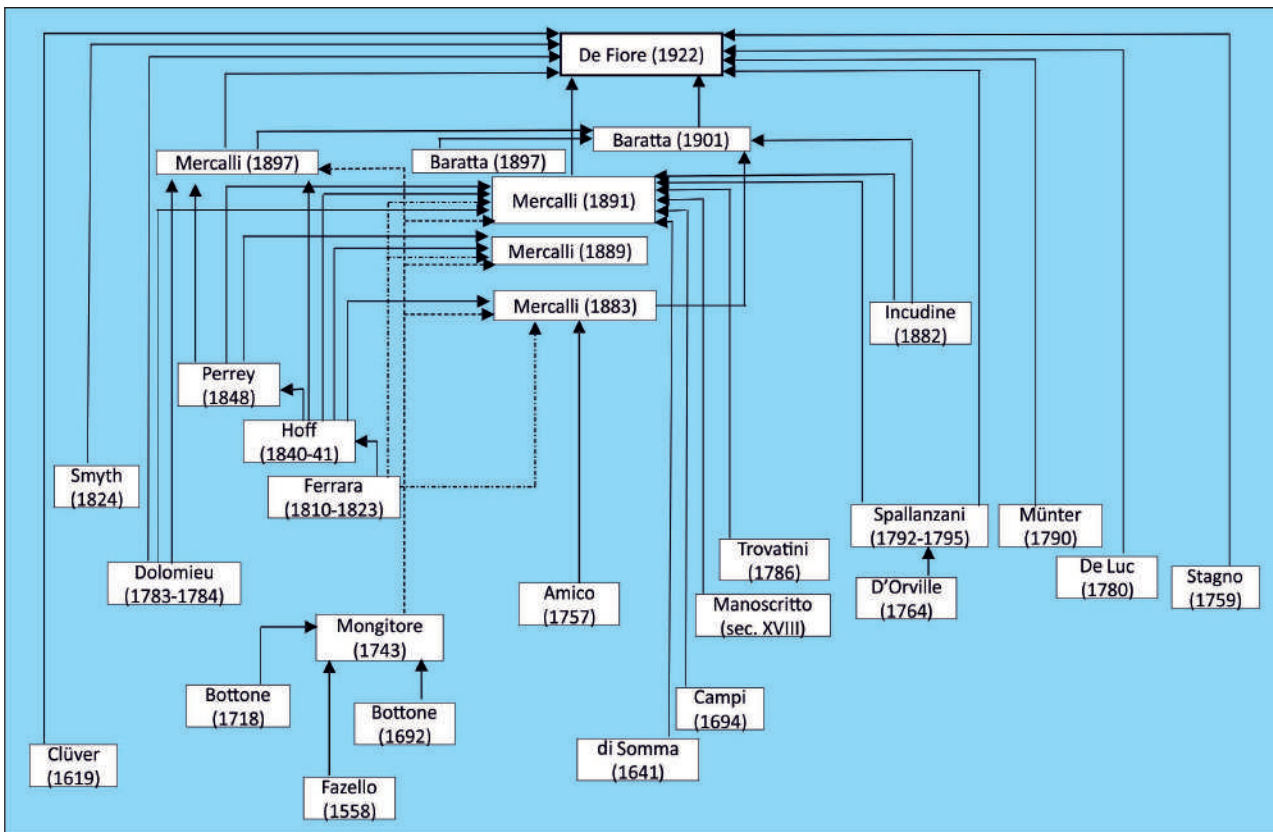 De Fiore (1922)
Baratta (1901)
Mercalli (1897)
Baratta (1897)
Mercalli (1891)
Mercalli (1889)
Mercalli (1883)
Incudine
(1882)
Perrey
(1848)
Hoff
(1840-41)
Smyth
(1824)
Ferrara
(1810-1823)
Spallanzani
(1792-1795)
Münter
(1790)
Trovatini
(1786)
Dolomieu
(1783-1784)
De Luc
(1780)
Stagno
(1759)
D'Orville
(1764)
Amico
(1757)
Manoscritto
(sec. XVIII)
Mongitore
(1743)
Bottone
(1718)
Bottone
(1692)
Campi
(1694)
di Somma
(1641)
Clüver
(1619)
Fazello
(1558)